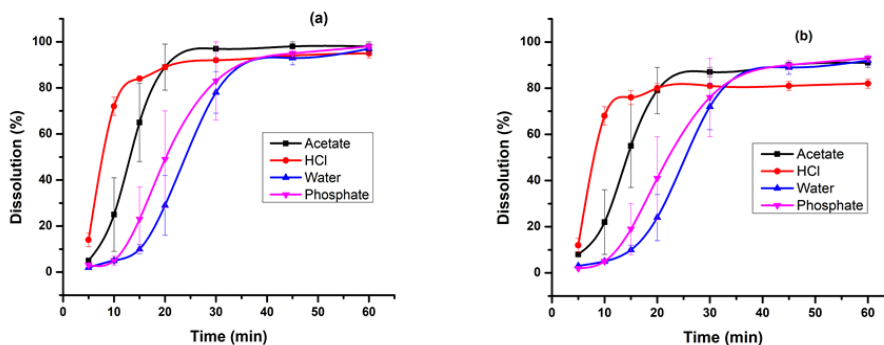 (a)
100
80
60
40
20
0
Dissolution (%)
Acetate
HCl
Water
Phosphate
0 10 20 30 40 50 60
Time (min)
(b)
100
80
60
40
20
0
Dissolution (%)
Acetate
HCl
Water
Phosphate
0 10 20 30 40 50 60
Time (min)